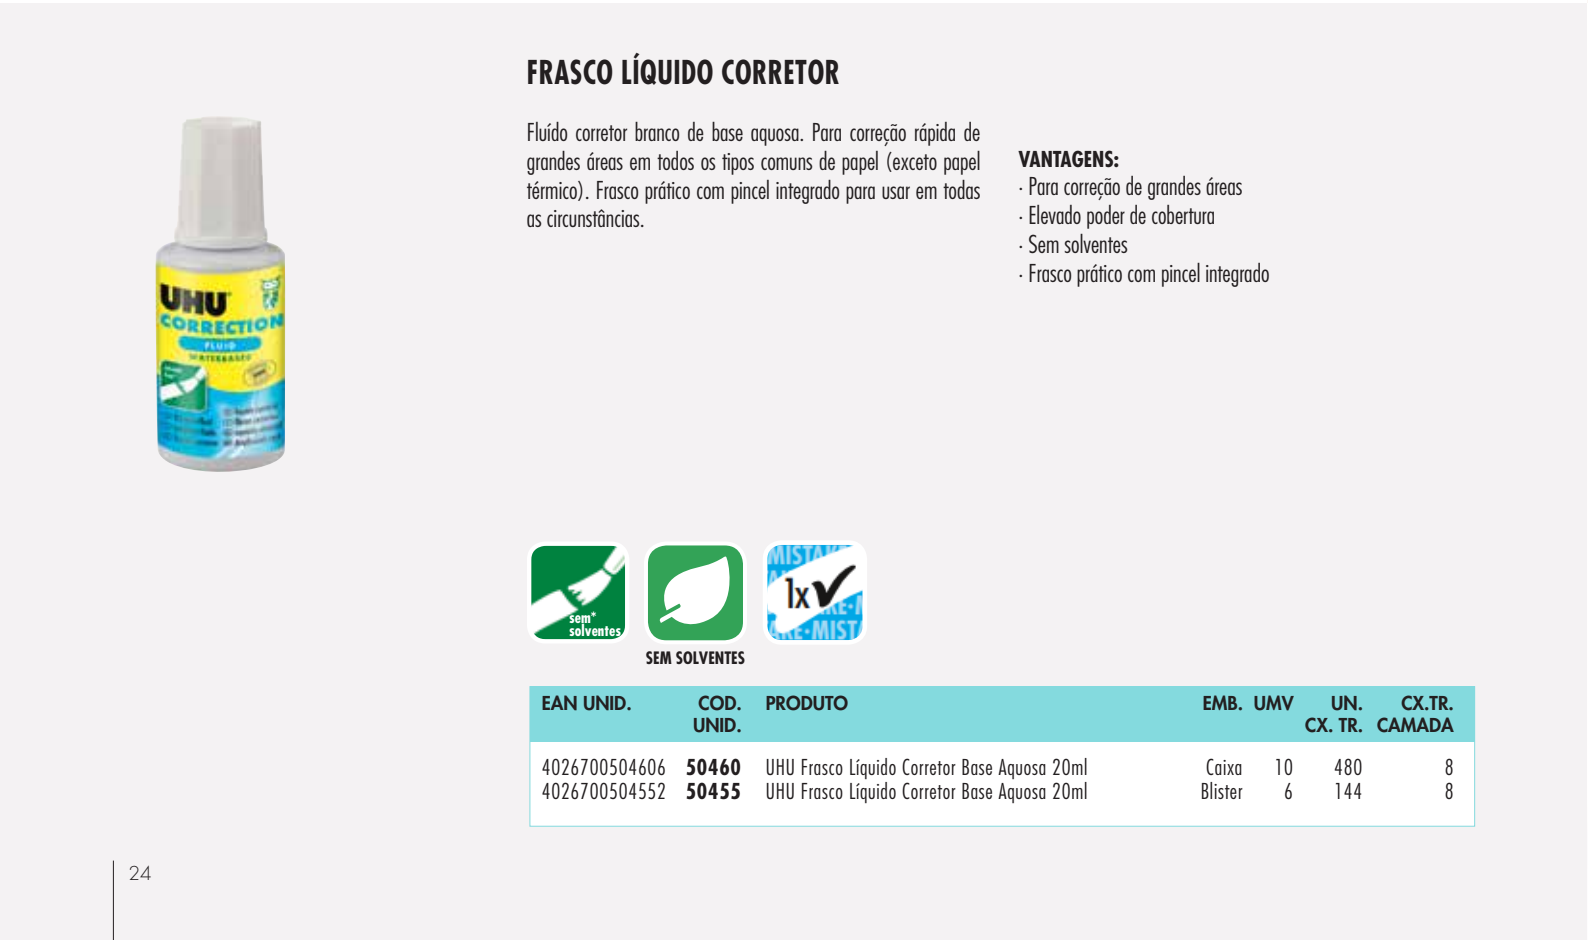 FRASCO LÍQUIDO CORRETOR
Fluído corretor branco de base aquosa. Para correção rápida de
grandes áreas em todos os tipos comuns de papel (exceto papel
térmico). Frasco prático com pincel integrado para usar em todas
as circunstâncias.
VANTAGENS:
· Para correção de grandes áreas
· Elevado poder de cobertura
· Sem solventes
· Frasco prático com pincel integrado
UHU
CORRECTION
FLUID
WATERBASED
sem*
solventes
SEM SOLVENTES
MISTAKE
1x
AKE·MIST
EAN UNID. COD. UNID. PRODUTO EMB. UMV UN. CX. TR. CX.TR. CAMADA
4026700504606 50460 UHU Frasco Líquido Corretor Base Aquosa 20ml Caixa 10 480 8
4026700504552 50455 UHU Frasco Líquido Corretor Base Aquosa 20ml Blister 6 144 8
24